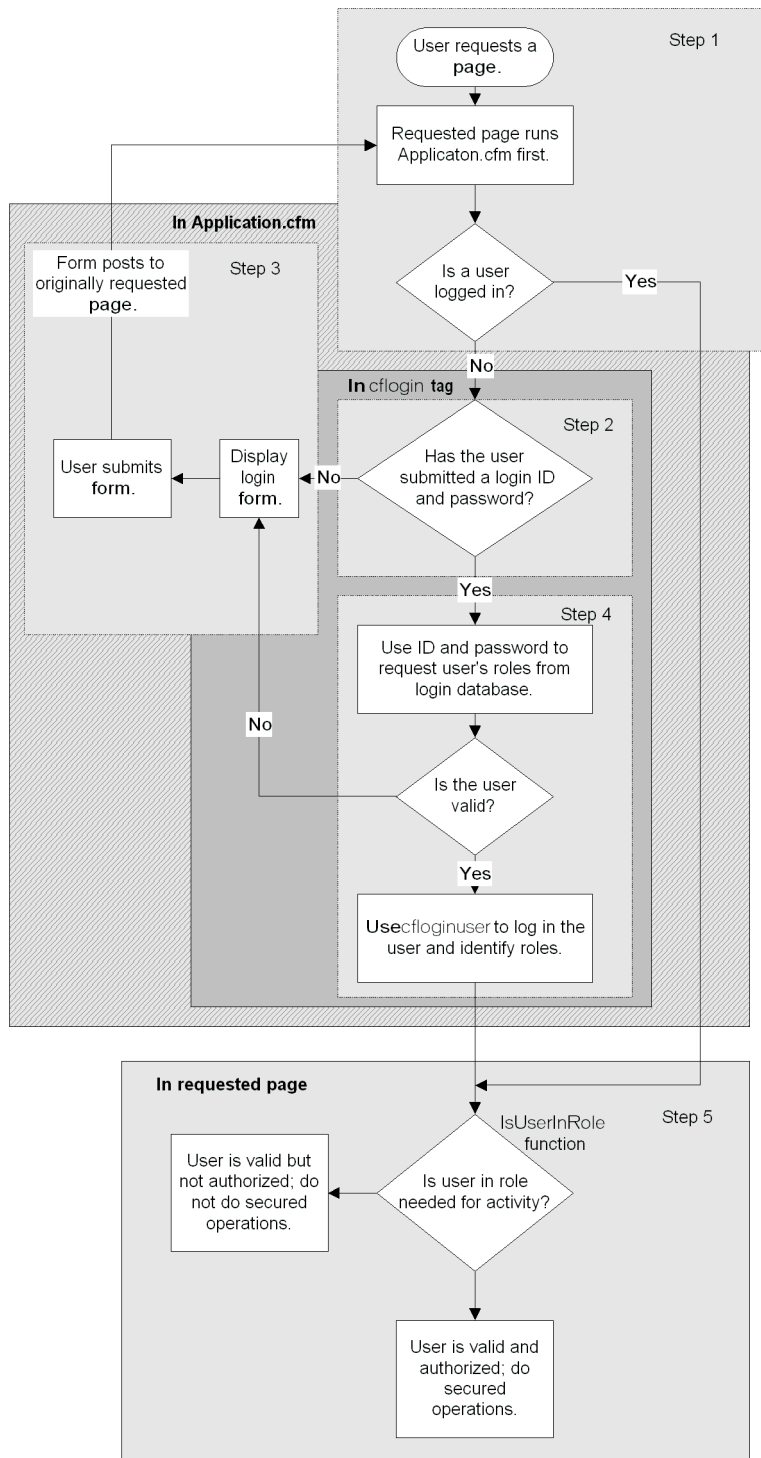 Step 1
User requests a
page.
Requested page runs
Applicaton.cfm first.
In Application.cfm
Is a user
logged in?
Yes
No
Step 3
Form posts to
originally requested
page.
User submits
form.
Display
login
form.
In cflogin tag
Step 2
Has the user
submitted a login ID
and password?
No
Yes
Step 4
Use ID and password to
request user's roles from
login database.
No
Is the user
valid?
Yes
Use cfloginuser to log in the
user and identify roles.
In requested page
Step 5
IsUserInRole
function
Is user in role
needed for activity?
User is valid but
not authorized; do
not do secured
operations.
User is valid and
authorized; do
secured
operations.